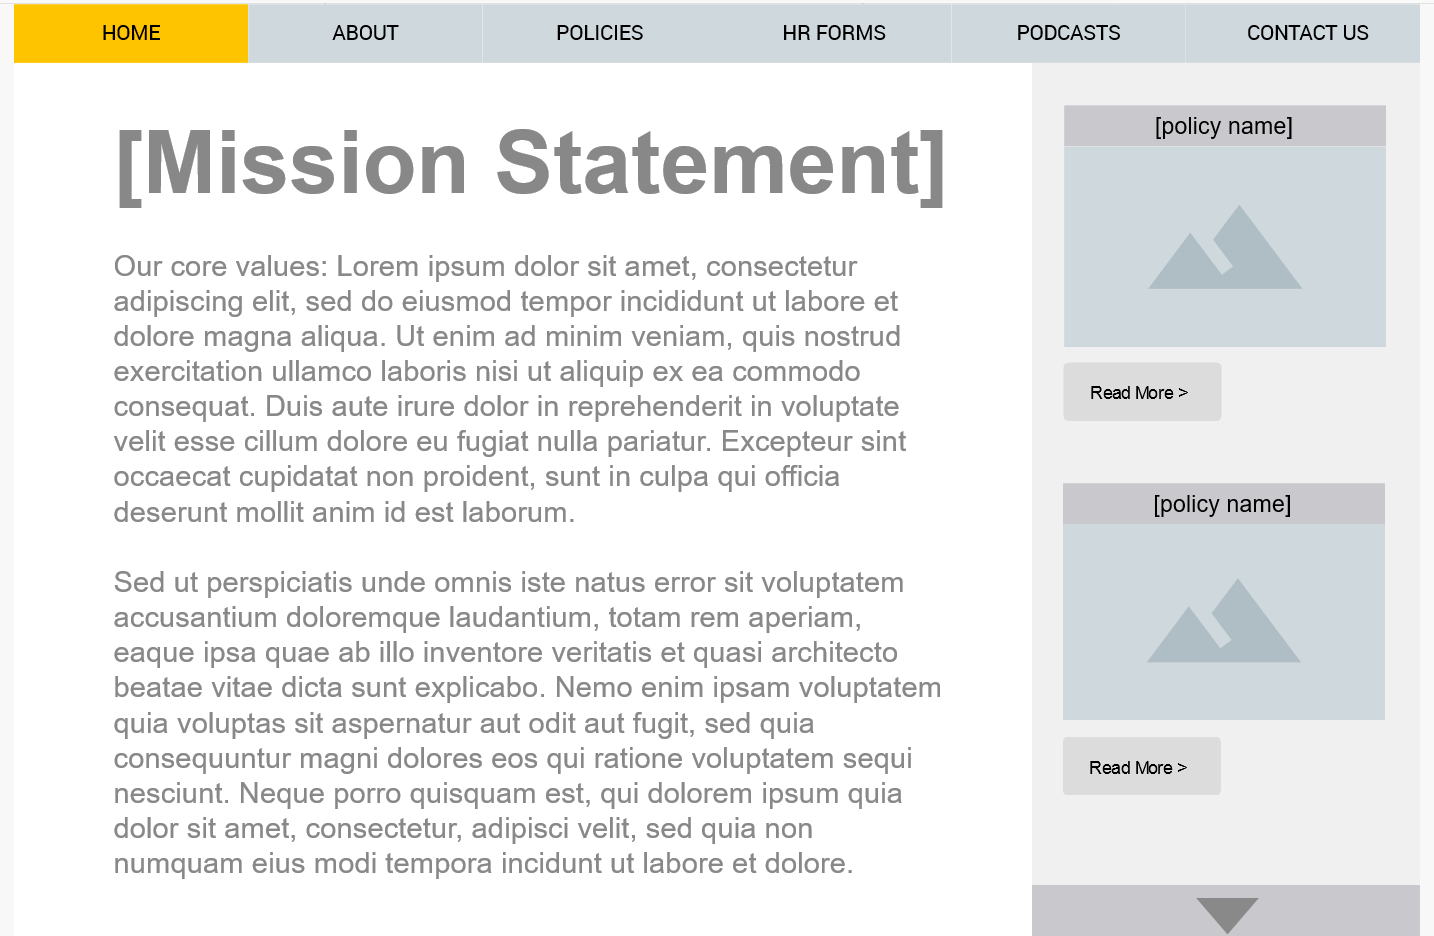 HOME
ABOUT
POLICIES
HR FORMS
PODCASTS
CONTACT US
[Mission Statement]
Our core values: Lorem ipsum dolor sit amet, consectetur
adipiscing elit, sed do eiusmod tempor incididunt ut labore et
dolore magna aliqua. Ut enim ad minim veniam, quis nostrud
exercitation ullamco laboris nisi ut aliquip ex ea commodo
consequat. Duis aute irure dolor in reprehenderit in voluptate
velit esse cillum dolore eu fugiat nulla pariatur. Excepteur sint
occaecat cupidatat non proident, sunt in culpa qui officia
deserunt mollit anim id est laborum.
Sed ut perspiciatis unde omnis iste natus error sit voluptatem
accusantium doloremque laudantium, totam rem aperiam,
eaque ipsa quae ab illo inventore veritatis et quasi architecto
beatae vitae dicta sunt explicabo. Nemo enim ipsam voluptatem
quia voluptas sit aspernatur aut odit aut fugit, sed quia
consequuntur magni dolores eos qui ratione voluptatem sequi
nesciunt. Neque porro quisquam est, qui dolorem ipsum quia
dolor sit amet, consectetur, adipisci velit, sed quia non
numquam eius modi tempora incidunt ut labore et dolore.
[policy name]
Read More >
[policy name]
Read More >